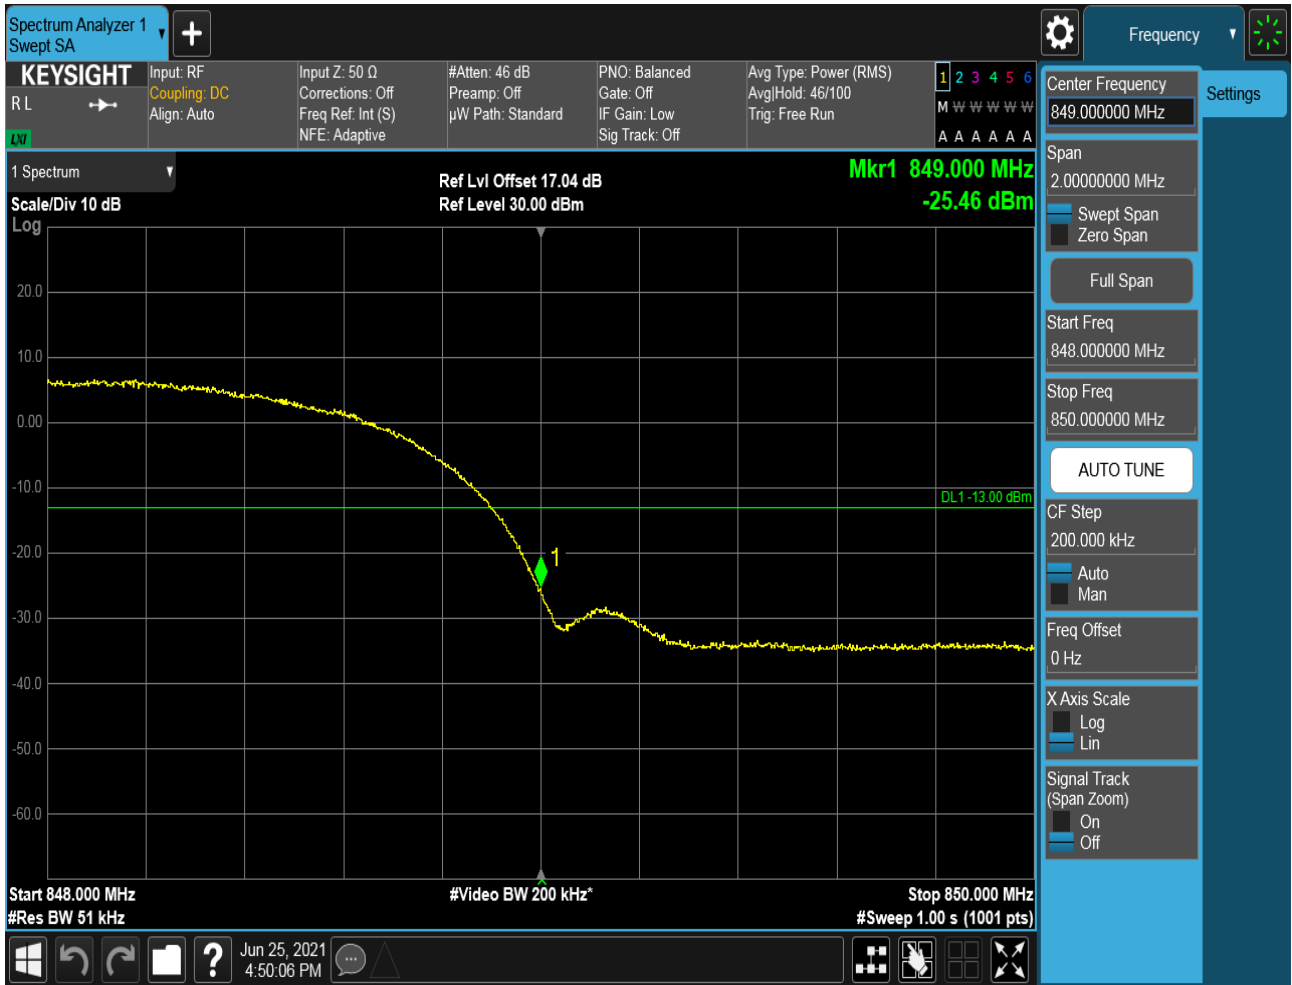 Spectrum Analyzer 1
Swept SA
Frequency
KEYSIGHT
R L
LXI
Input: RF
Coupling: DC
Align: Auto
Input Z: 50 Ω
Corrections: Off
Freq Ref: Int (S)
NFE: Adaptive
#Atten: 46 dB
Preamp: Off
µW Path: Standard
PNO: Balanced
Gate: Off
IF Gain: Low
Sig Track: Off
Avg Type: Power (RMS)
Avg|Hold: 46/100
Trig: Free Run
1 2 3 4 5 6
M W W W W W
A A A A A A
1 Spectrum
Scale/Div 10 dB
Log
Ref Lvl Offset 17.04 dB
Ref Level 30.00 dBm
Mkr1 849.000 MHz
-25.46 dBm
20.0
10.0
0.00
-10.0
-20.0
-30.0
-40.0
-50.0
-60.0
DL1 -13.00 dBm
1
Start 848.000 MHz
#Res BW 51 kHz
#Video BW 200 kHz*
Stop 850.000 MHz
#Sweep 1.00 s (1001 pts)
Center Frequency
849.000000 MHz
Settings
Span
2.00000000 MHz
Swept Span
Zero Span
Full Span
Start Freq
848.000000 MHz
Stop Freq
850.000000 MHz
AUTO TUNE
CF Step
200.000 kHz
Auto
Man
Freq Offset
0 Hz
X Axis Scale
Log
Lin
Signal Track
(Span Zoom)
On
Off
?
Jun 25, 2021
4:50:06 PM